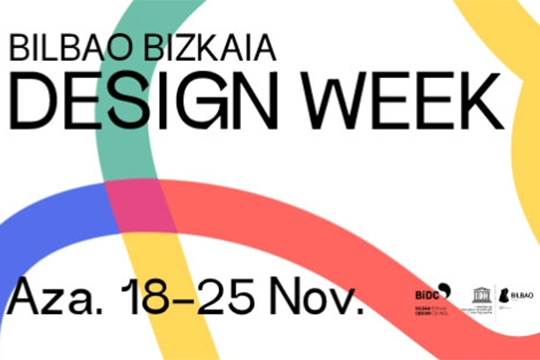 BILBAO BIZKAIA
DESIGN WEEK
Aza. 18–25 Nov.
BiDC
BILBAO